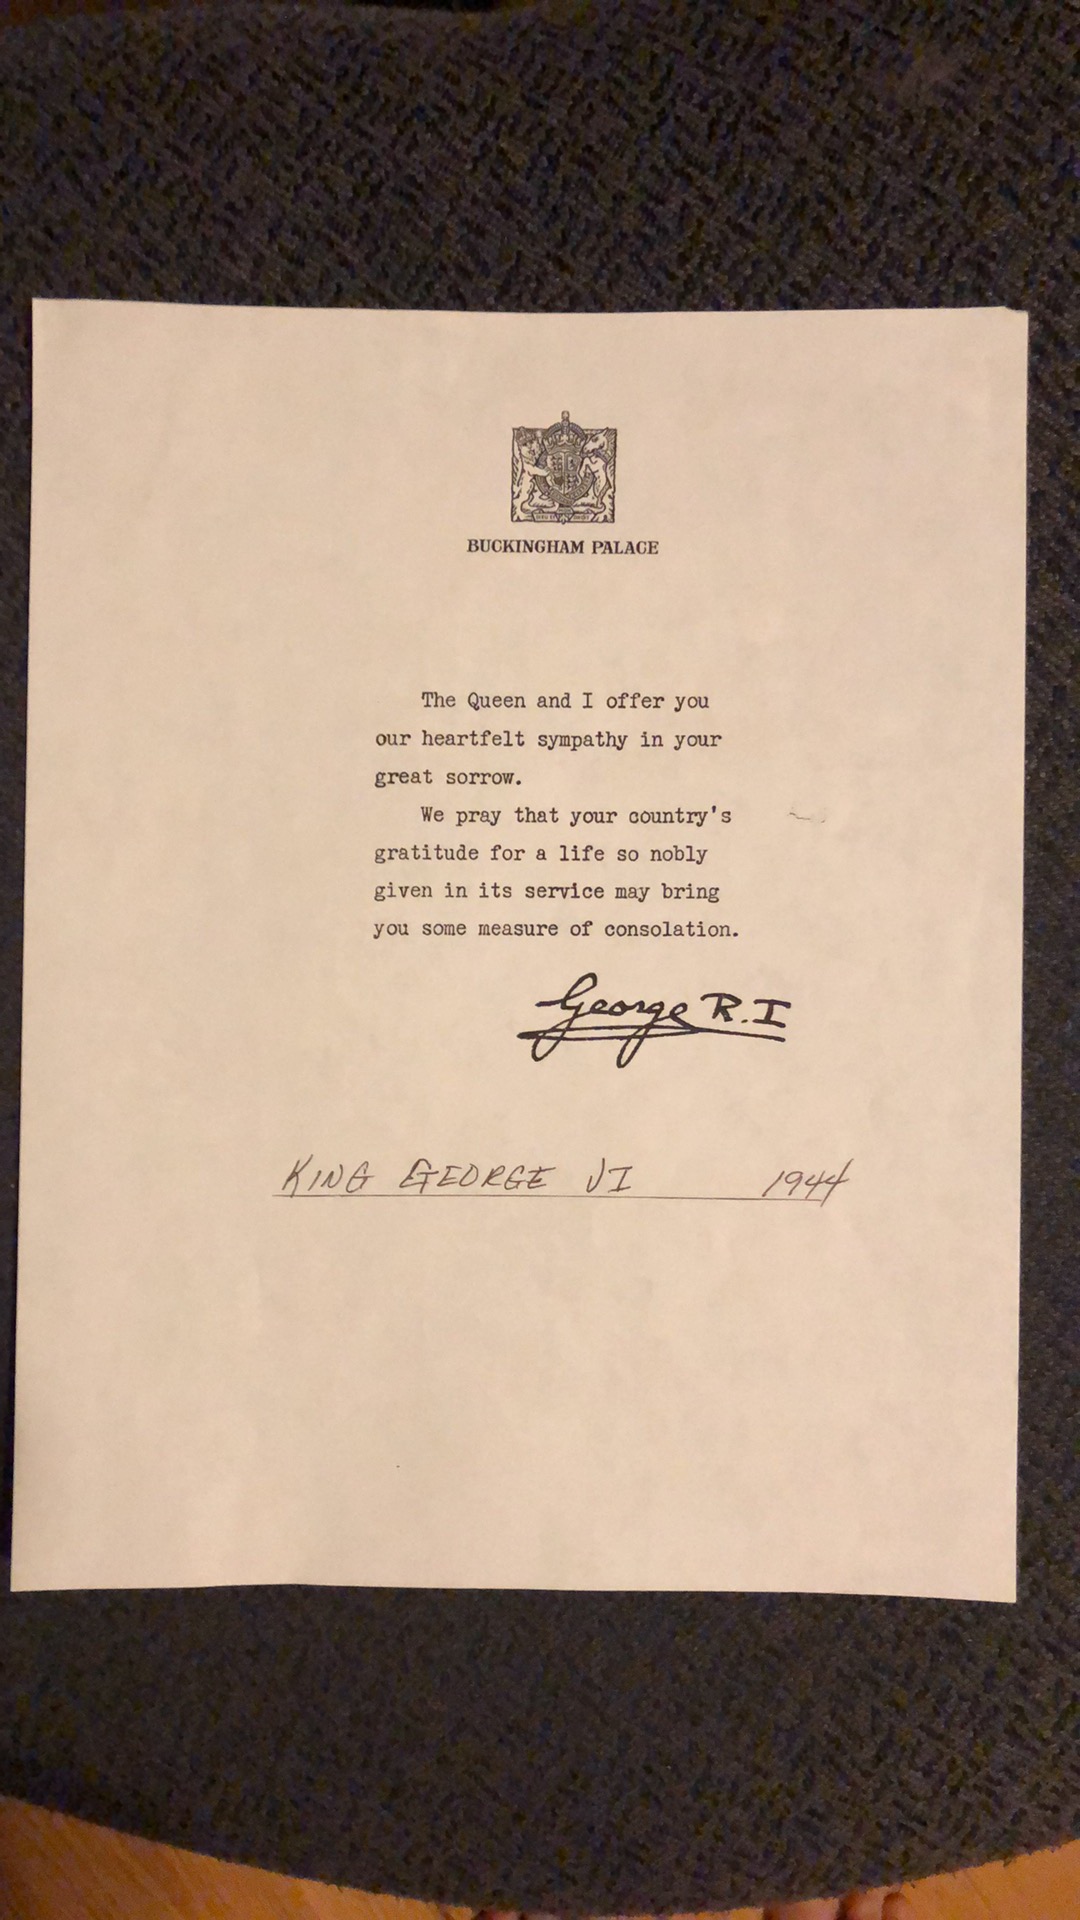 BUCKINGHAM PALACE
The Queen and I offer you
our heartfelt sympathy in your
great sorrow.
We pray that your country's
gratitude for a life so nobly
given in its service may bring
you some measure of consolation.
George R.I
KING GEORGE VI 1944